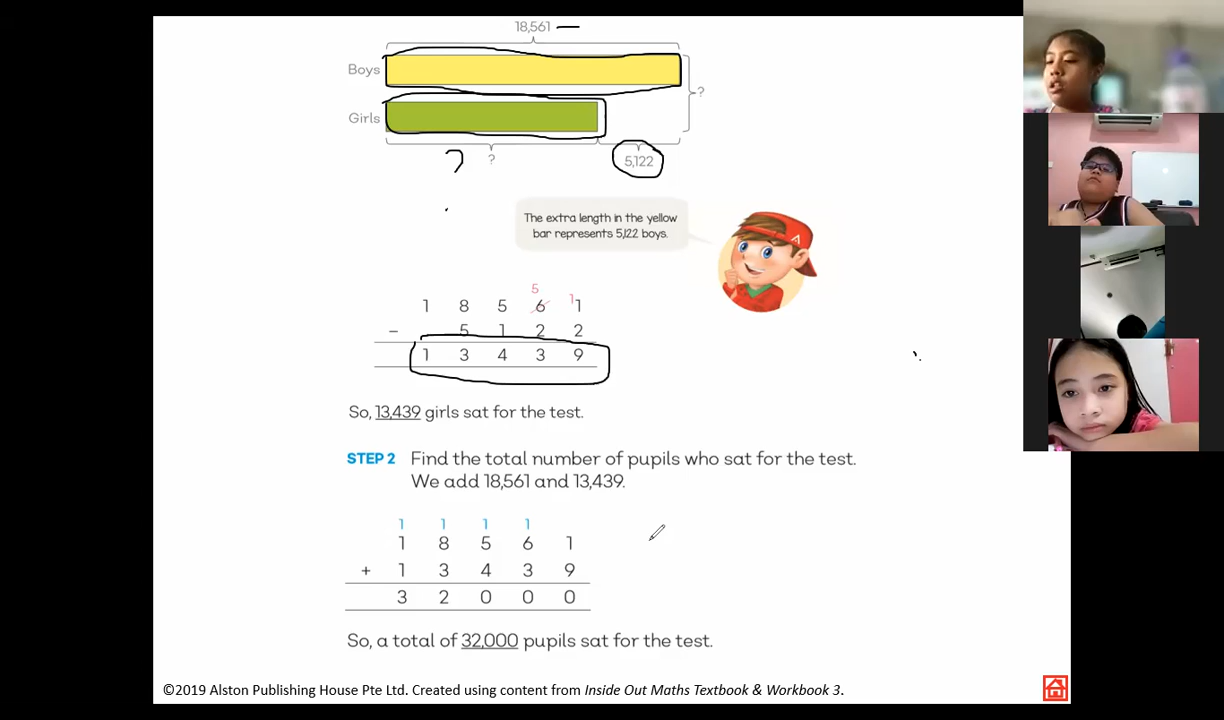 18,561
Boys
?
Girls
? ?
5,122
The extra length in the yellow
bar represents 5,122 boys.
5 1
1 8 5 6 1
- 5 1 2 2
1 3 4 3 9
So, 13,439 girls sat for the test.
STEP 2 Find the total number of pupils who sat for the test.
We add 18,561 and 13,439.
1 1 1 1
1 8 5 6 1
+ 1 3 4 3 9
3 2 0 0 0
So, a total of 32,000 pupils sat for the test.
©2019 Alston Publishing House Pte Ltd. Created using content from Inside Out Maths Textbook & Workbook 3.